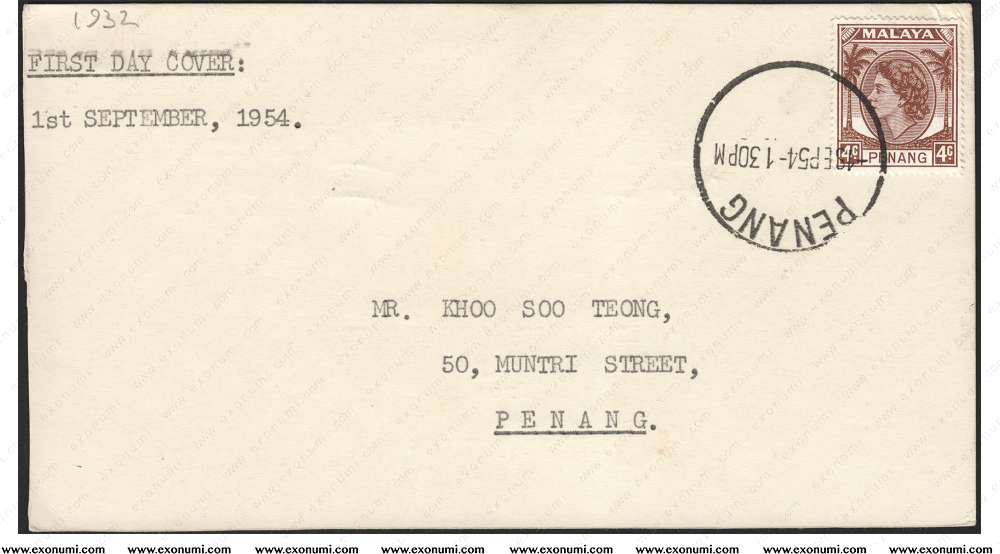 1932
FIRST DAY COVER:
1st SEPTEMBER, 1954.
MALAYA
4c PENANG 4c
-1SEP54-130PM
PENANG
MR. KHOO SOO TEONG,
50, MUNTRI STREET,
PENANG.
www.exonumi.com www.exonumi.com www.exonumi.com www.exonumi.com www.exonumi.com www.exonumi.com www.exonumi.com www.exonumi.com